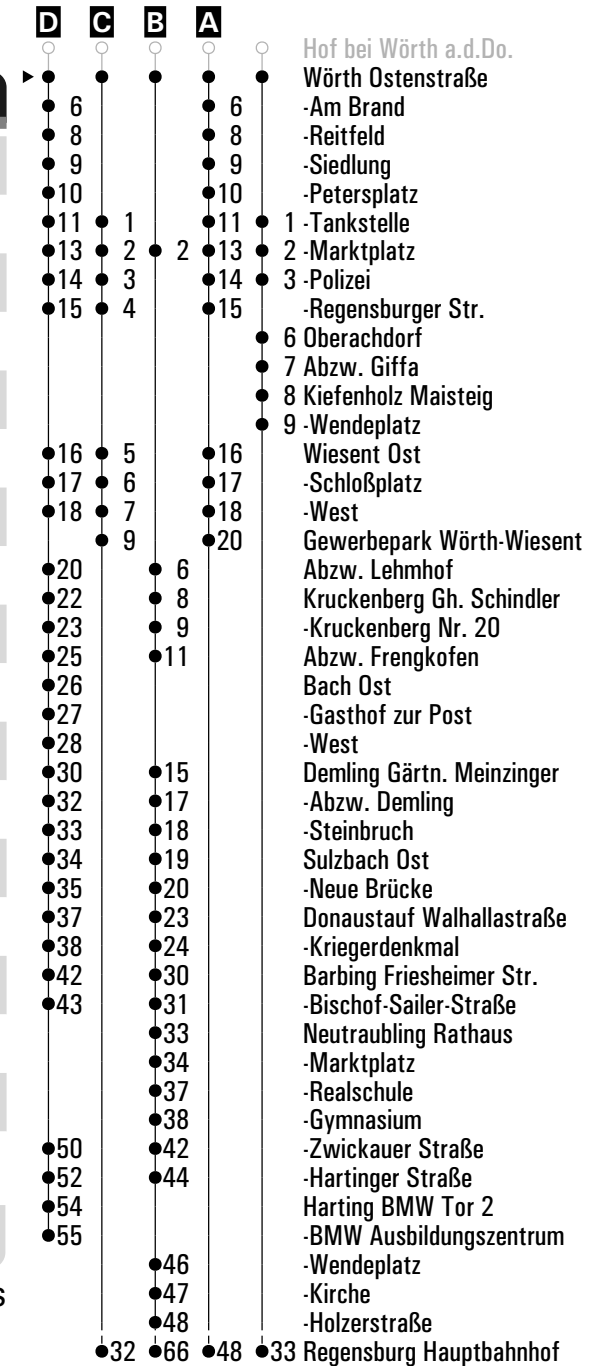 D C B A
Hof bei Wörth a.d.Do.
Wörth Ostenstraße
6 6 -Am Brand
8 8 -Reitfeld
9 9 -Siedlung
10 10 -Petersplatz
11 1 11 1 -Tankstelle
13 2 2 13 2 -Marktplatz
14 3 14 3 -Polizei
15 4 15 -Regensburger Str.
6 Oberachdorf
7 Abzw. Giffa
8 Kiefenholz Maisteig
9 -Wendeplatz
16 5 16 Wiesent Ost
17 6 17 -Schloßplatz
18 7 18 -West
9 20 Gewerbepark Wörth-Wiesent
20 6 Abzw. Lehmhof
22 8 Kruckenberg Gh. Schindler
23 9 -Kruckenberg Nr. 20
25 11 Abzw. Frengkofen
26 Bach Ost
27 -Gasthof zur Post
28 -West
30 15 Demling Gärtn. Meinzinger
32 17 -Abzw. Demling
33 18 -Steinbruch
34 19 Sulzbach Ost
35 20 -Neue Brücke
37 23 Donaustauf Walhallastraße
38 24 -Kriegerdenkmal
42 30 Barbing Friesheimer Str.
43 31 -Bischof-Sailer-Straße
33 Neutraubling Rathaus
34 -Marktplatz
37 -Realschule
38 -Gymnasium
50 42 -Zwickauer Straße
52 44 -Hartinger Straße
54 Harting BMW Tor 2
55 -BMW Ausbildungszentrum
46 -Wendeplatz
s
47 -Kirche
48 -Holzerstraße
32 66 48 33 Regensburg Hauptbahnhof